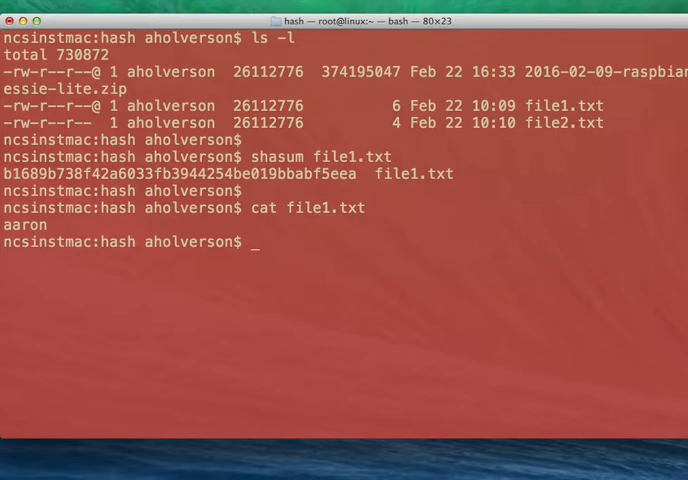 hash — root@linux:~ — bash — 80×23
ncsinstmac:hash aholverson$ ls -l
total 730872
-rw-r--r--@ 1 aholverson  26112776  374195047 Feb 22 16:33 2016-02-09-raspbian
essie-lite.zip
-rw-r--r--@ 1 aholverson  26112776          6 Feb 22 10:09 file1.txt
-rw-r--r--  1 aholverson  26112776          4 Feb 22 10:10 file2.txt
ncsinstmac:hash aholverson$
ncsinstmac:hash aholverson$ shasum file1.txt
b1689b738f42a6033fb3944254be019bbabf5eea  file1.txt
ncsinstmac:hash aholverson$
ncsinstmac:hash aholverson$ cat file1.txt
aaron
ncsinstmac:hash aholverson$ _